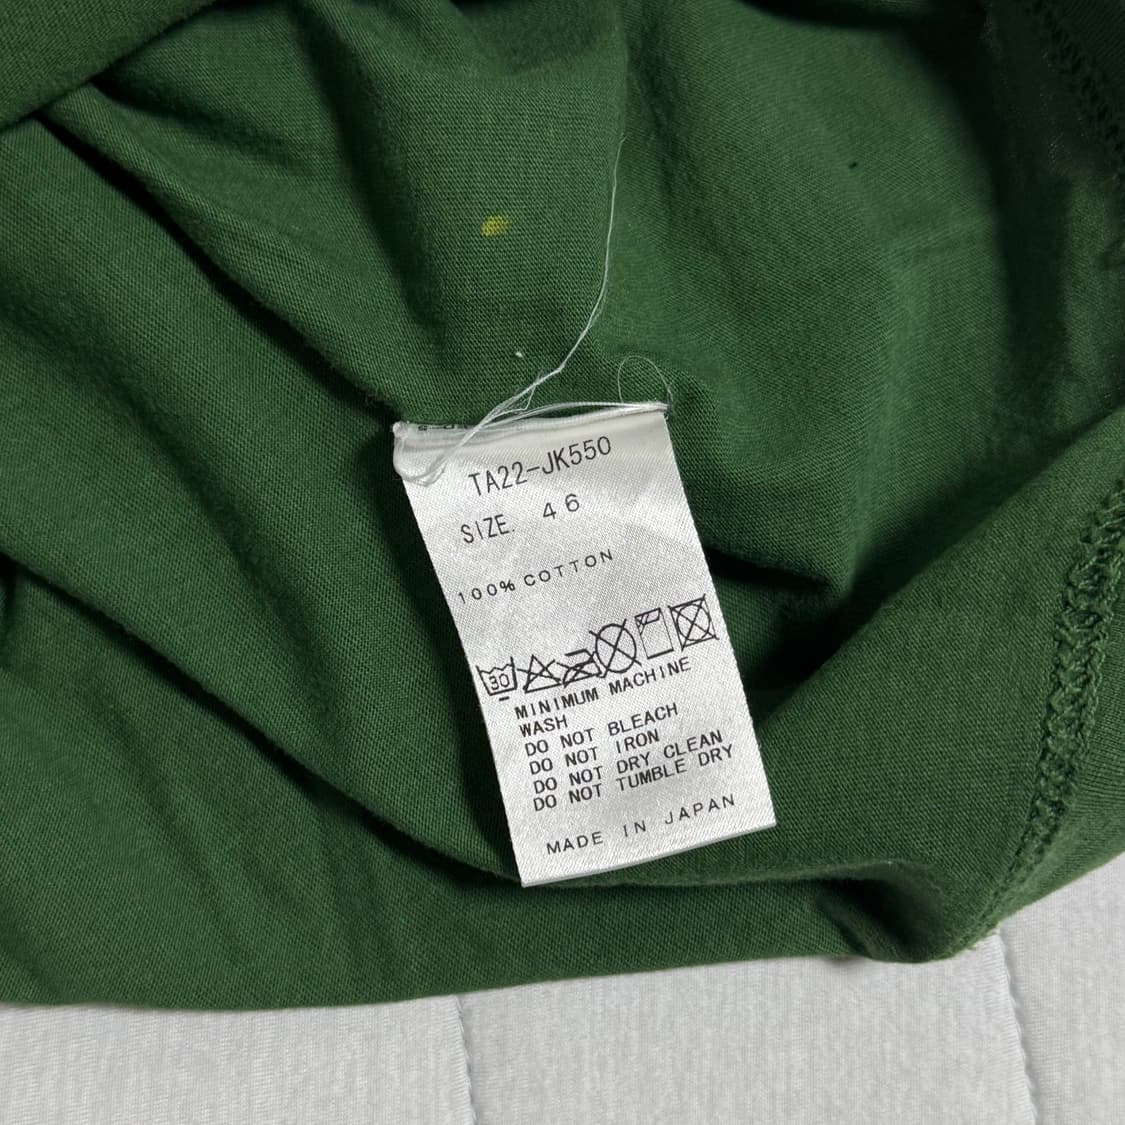 TA22-JK550
SIZE. 46
100% COTTON
30
MINIMUM MACHINE
WASH
DO NOT BLEACH
DO NOT IRON
DO NOT DRY CLEAN
DO NOT TUMBLE DRY
MADE IN JAPAN